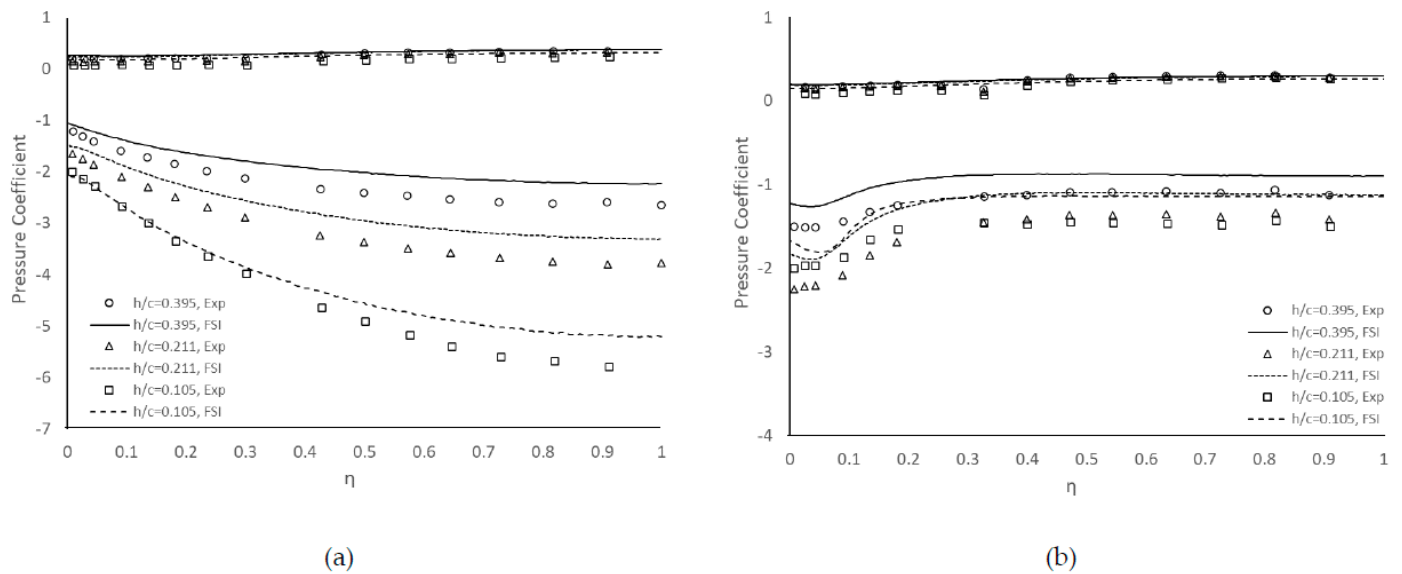 1
0
-1
-2
-3
-4
-5
-6
-7
Pressure Coefficient
h/c=0.395, Exp
h/c=0.395, FSI
h/c=0.211, Exp
h/c=0.211, FSI
h/c=0.105, Exp
h/c=0.105, FSI
0 0.1 0.2 0.3 0.4 0.5 0.6 0.7 0.8 0.9 1
η
(a)
1
0
-1
-2
-3
-4
Pressure Coefficient
h/c=0.395, Exp
h/c=0.395, FSI
h/c=0.211, Exp
h/c=0.211, FSI
h/c=0.105, Exp
h/c=0.105, FSI
0 0.1 0.2 0.3 0.4 0.5 0.6 0.7 0.8 0.9 1
η
(b)